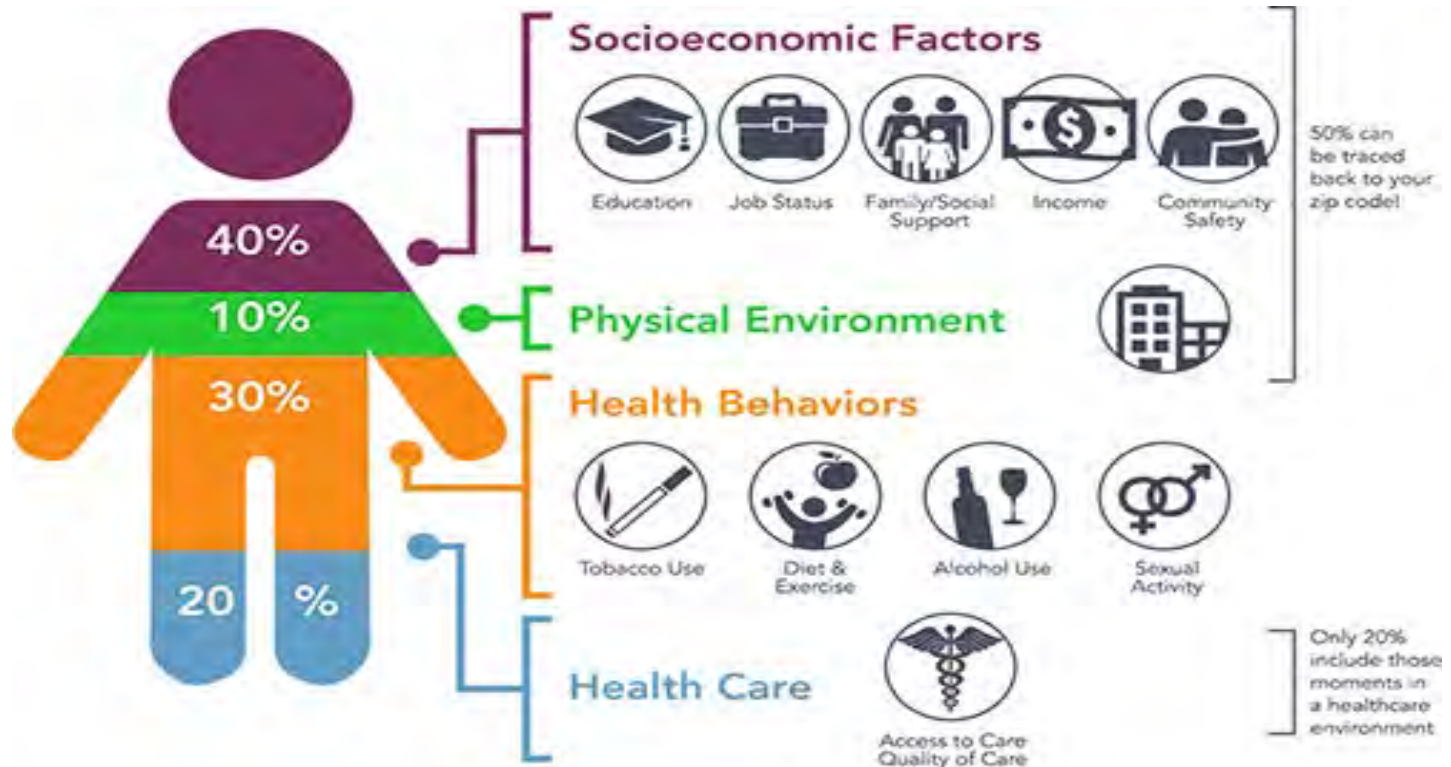 Socioeconomic Factors
Education
Job Status
Family/Social
Support
Income
Community
Safety
50% can
be traced
back to your
zip code!
40%
10%
Physical Environment
30%
Health Behaviors
Tobacco Use
Diet &
Exercise
Alcohol Use
Sexual
Activity
20 %
Health Care
Access to Care
Quality of Care
Only 20%
include those
moments in
a healthcare
environment